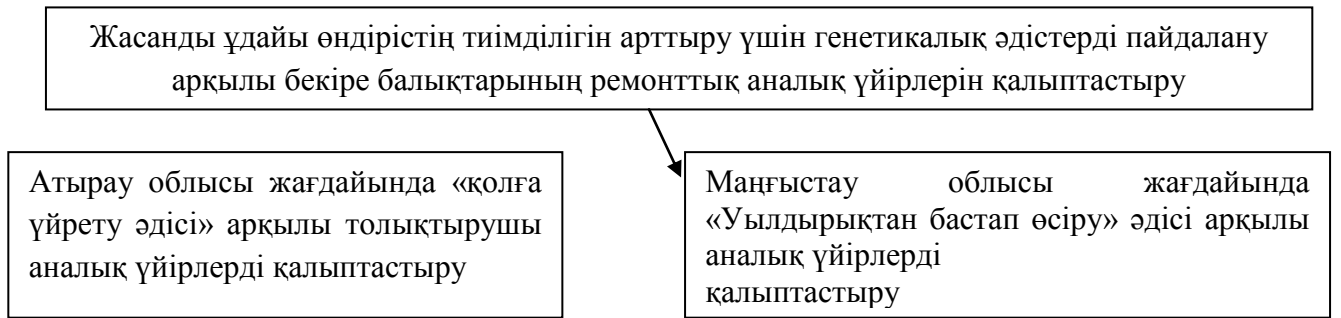 Жасанды ұдайы өндірістің тиімділігін арттыру үшін генетикалық әдістерді пайдалану
арқылы бекіре балықтарының ремонттық аналық үйірлерін қалыптастыру
Атырау облысы жағдайында «қолға
үйрету әдісі» арқылы толықтырушы
аналық үйірлерді қалыптастыру
Маңғыстау облысы жағдайында
«Уылдырықтан бастап өсіру» әдісі арқылы
аналық үйірлерді
қалыптастыру